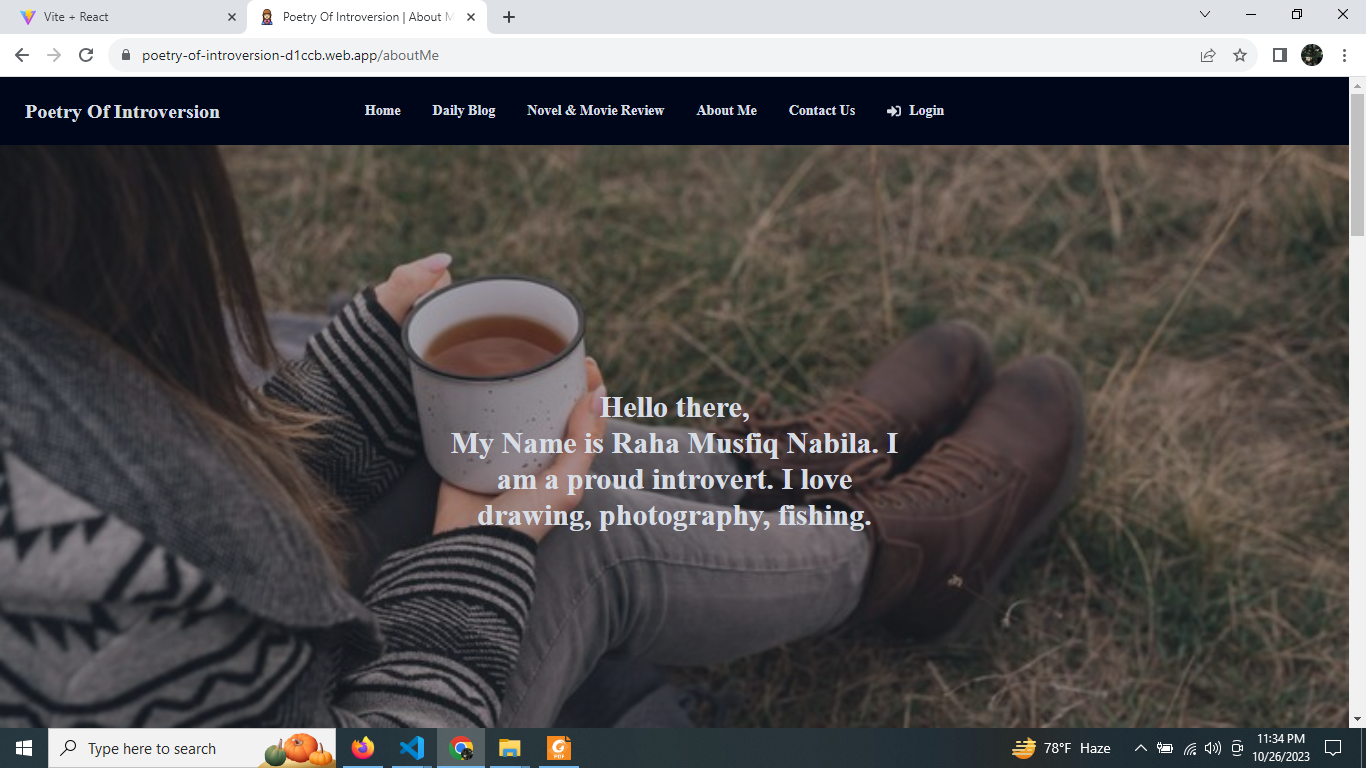 Vite + React
Poetry Of Introversion | About M
poetry-of-introversion-d1ccb.web.app/aboutMe
Poetry Of Introversion
Home
Daily Blog
Novel & Movie Review
About Me
Contact Us
Login
Hello there,
My Name is Raha Musfiq Nabila. I
am a proud introvert. I love
drawing, photography, fishing.
Type here to search
PDF
78°F Haze
11:34 PM
10/26/2023